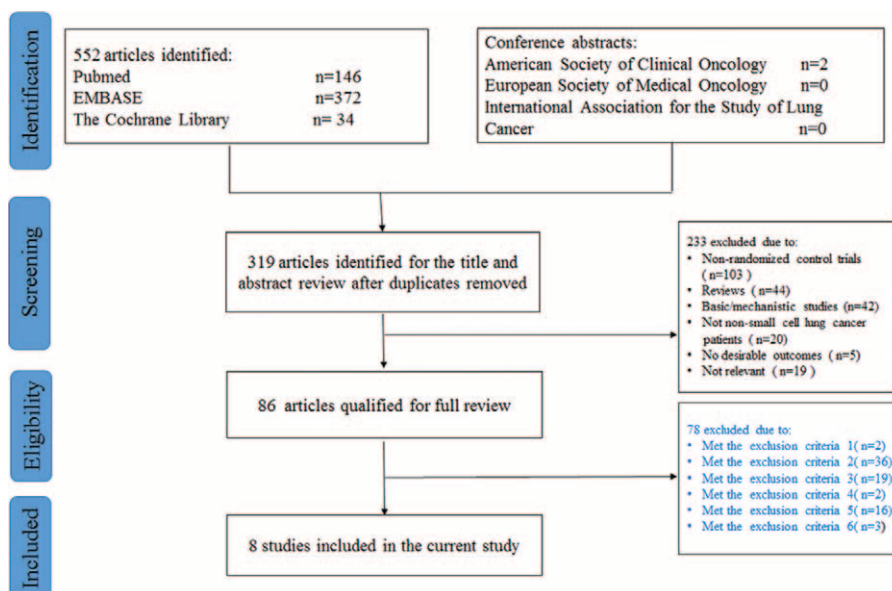 Identification
552 articles identified:
Pubmed n=146
EMBASE n=372
The Cochrane Library n= 34
Conference abstracts:
American Society of Clinical Oncology n=2
European Society of Medical Oncology n=0
International Association for the Study of Lung
Cancer n=0
Screening
319 articles identified for the title and
abstract review after duplicates removed
233 excluded due to:
• Non-randomized control trials
( n=103 )
• Reviews (n=44)
• Basic/mechanistic studies (n=42)
• Not non-small cell lung cancer
patients ( n=20)
• No desirable outcomes ( n=5)
• Not relevant ( n=19 )
Eligibility
86 articles qualified for full review
78 excluded due to:
• Met the exclusion criteria 1( n=2)
• Met the exclusion criteria 2( n=36)
• Met the exclusion criteria 3( n=19)
• Met the exclusion criteria 4( n=2)
• Met the exclusion criteria 5( n=16)
• Met the exclusion criteria 6( n=3)
Included
8 studies included in the current study